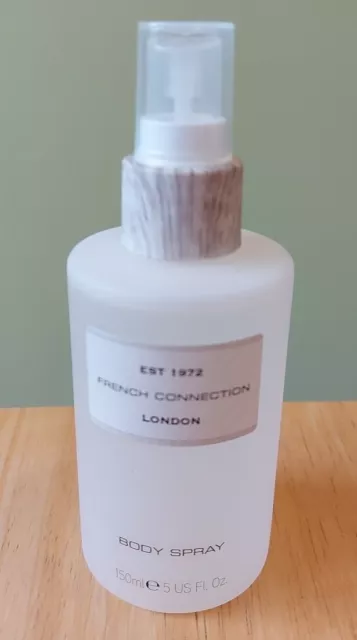 EST 1972
FRENCH CONNECTION
LONDON
BODY SPRAY
150ml ℮ 5 US Fl. Oz.